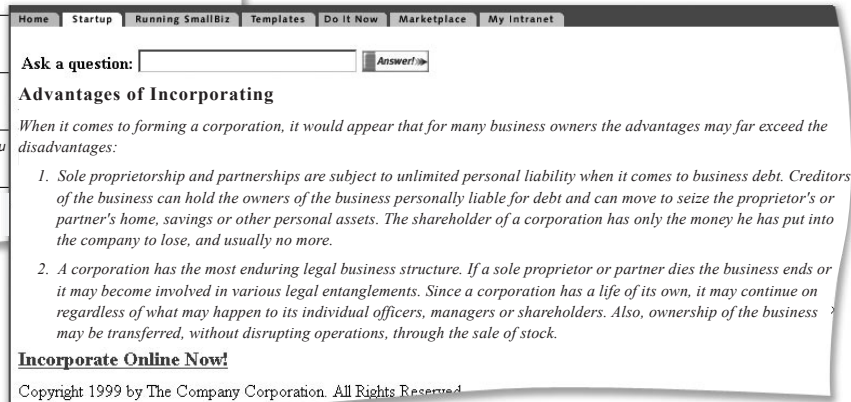 Home Startup Running SmallBiz Templates Do It Now Marketplace My Intranet
Ask a question: Answer!
Advantages of Incorporating
When it comes to forming a corporation, it would appear that for many business owners the advantages may far exceed the
disadvantages:
1. Sole proprietorship and partnerships are subject to unlimited personal liability when it comes to business debt. Creditors
of the business can hold the owners of the business personally liable for debt and can move to seize the proprietor's or
partner's home, savings or other personal assets. The shareholder of a corporation has only the money he has put into
the company to lose, and usually no more.
2. A corporation has the most enduring legal business structure. If a sole proprietor or partner dies the business ends or
it may become involved in various legal entanglements. Since a corporation has a life of its own, it may continue on
regardless of what may happen to its individual officers, managers or shareholders. Also, ownership of the business
may be transferred, without disrupting operations, through the sale of stock.
Incorporate Online Now!
Copyright 1999 by The Company Corporation. All Rights Reserved